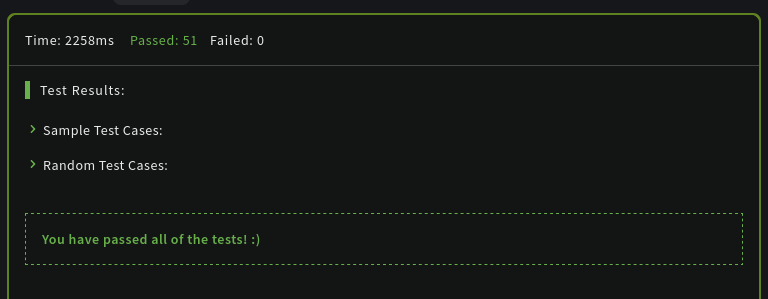 Time: 2258ms Passed: 51 Failed: 0
Test Results:
Sample Test Cases:
Random Test Cases:
You have passed all of the tests! :)